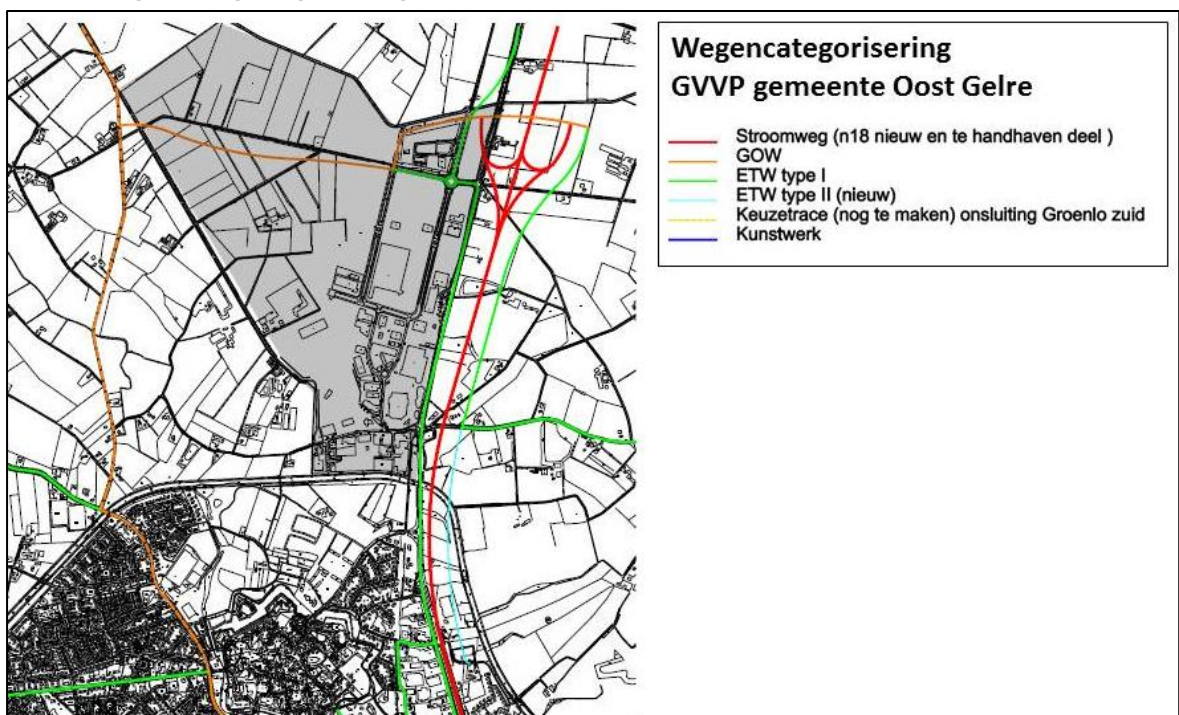 Wegencategorisering
GVVP gemeente Oost Gelre
Stroomweg (n18 nieuw en te handhaven deel )
GOW
ETW type I
ETW type II (nieuw)
Keuzetrace (nog te maken) onsluiting Groenlo zuid
Kunstwerk